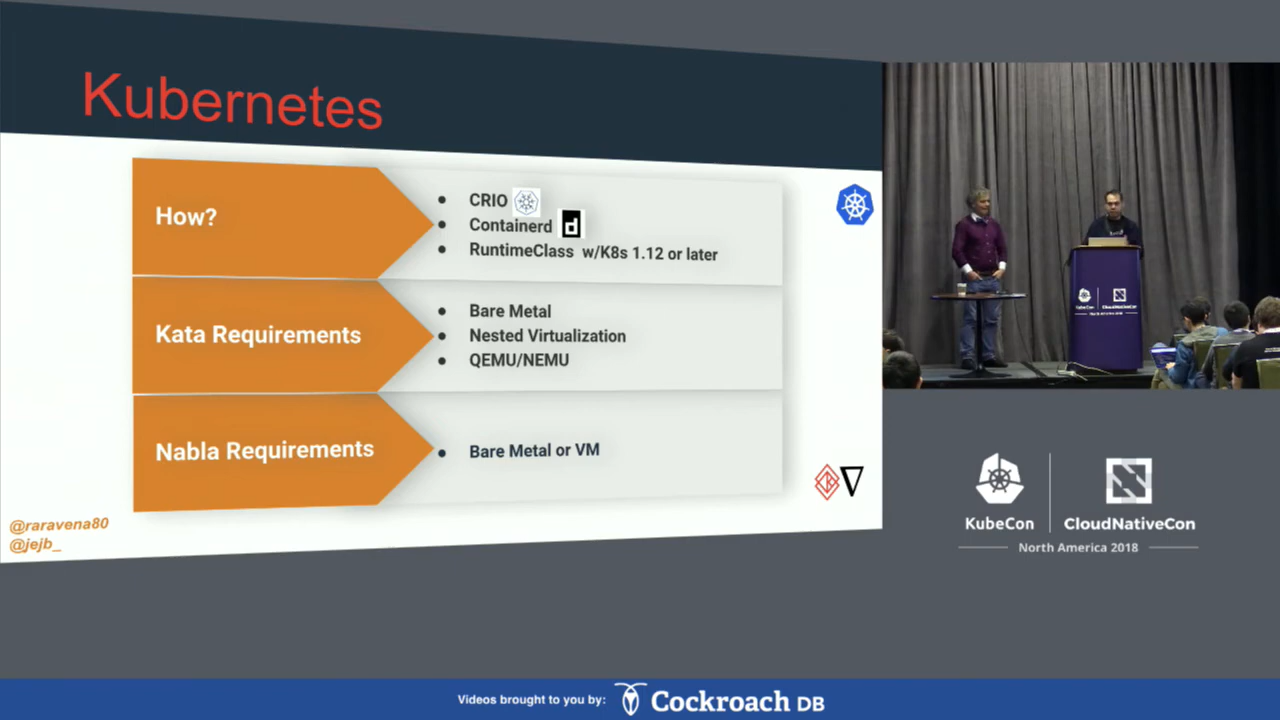 Kubernetes
How?
CRIO
Containerd
d
RuntimeClass w/K8s 1.12 or later
Kata Requirements
Bare Metal
Nested Virtualization
QEMU/NEMU
Nabla Requirements
Bare Metal or VM
@raravena80
@jejb_
KubeCon
CloudNativeCon
KubeCon
CloudNativeCon
North America 2018
Videos brought to you by:
Cockroach DB